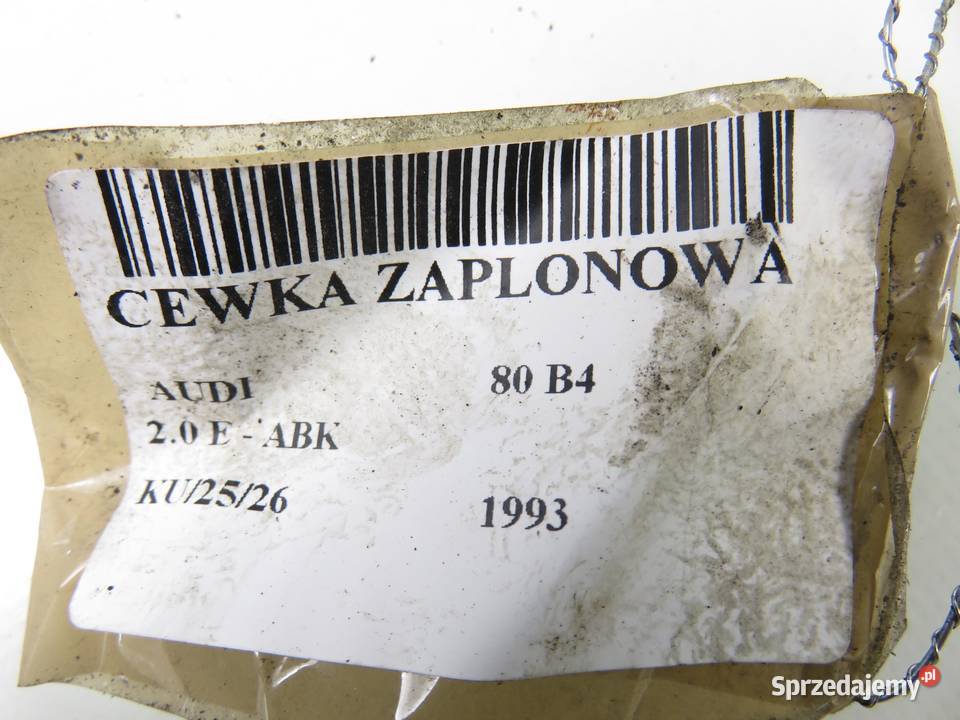 CEWKA ZAPLONOWA
AUDI 80 B4
2.0 E - ABK
KU/25/26 1993
Sprzedajemy.pl